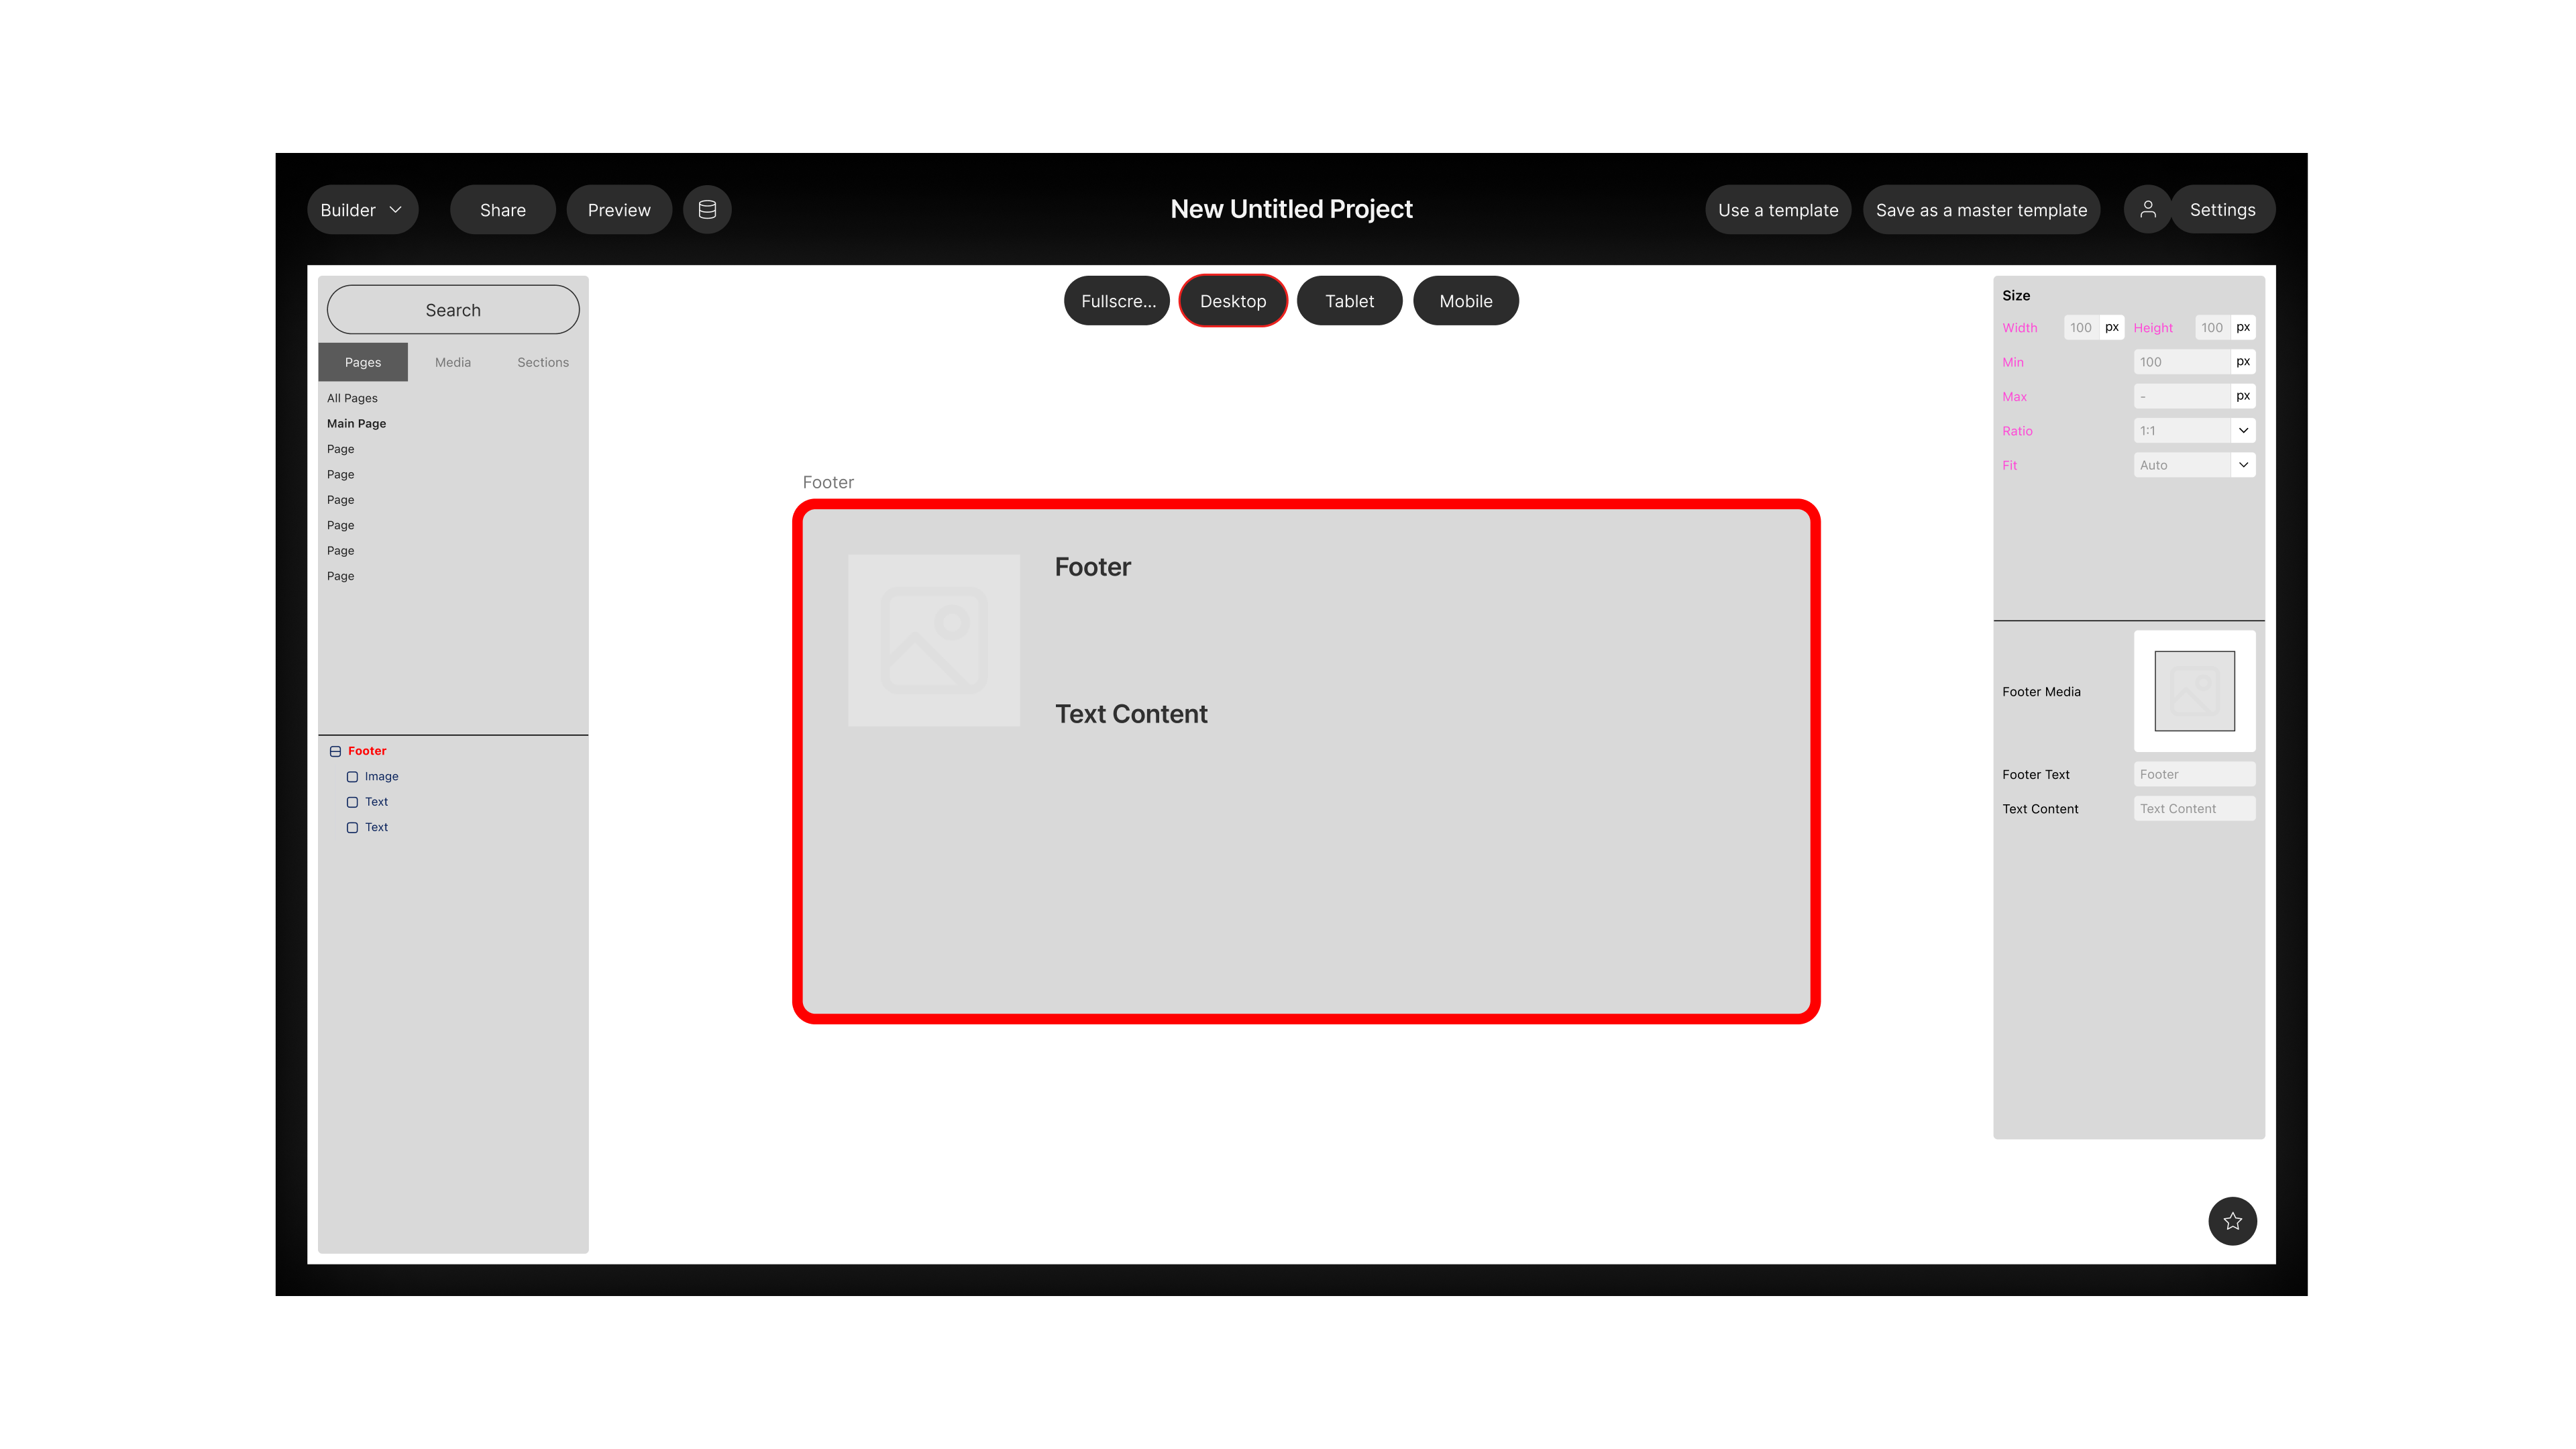 Builder
Share
Preview
New Untitled Project
Use a template
Save as a master template
Settings
Search
Pages Media Sections
All Pages
Main Page
Page
Page
Page
Page
Page
Page
Footer
Image
Text
Text
Fullscre... Desktop Tablet Mobile
Footer
Footer
Text Content
Size
Width 100 px Height 100 px
Min 100 px
Max - px
Ratio 1:1
Fit Auto
Footer Media
Footer Text Footer
Text Content Text Content